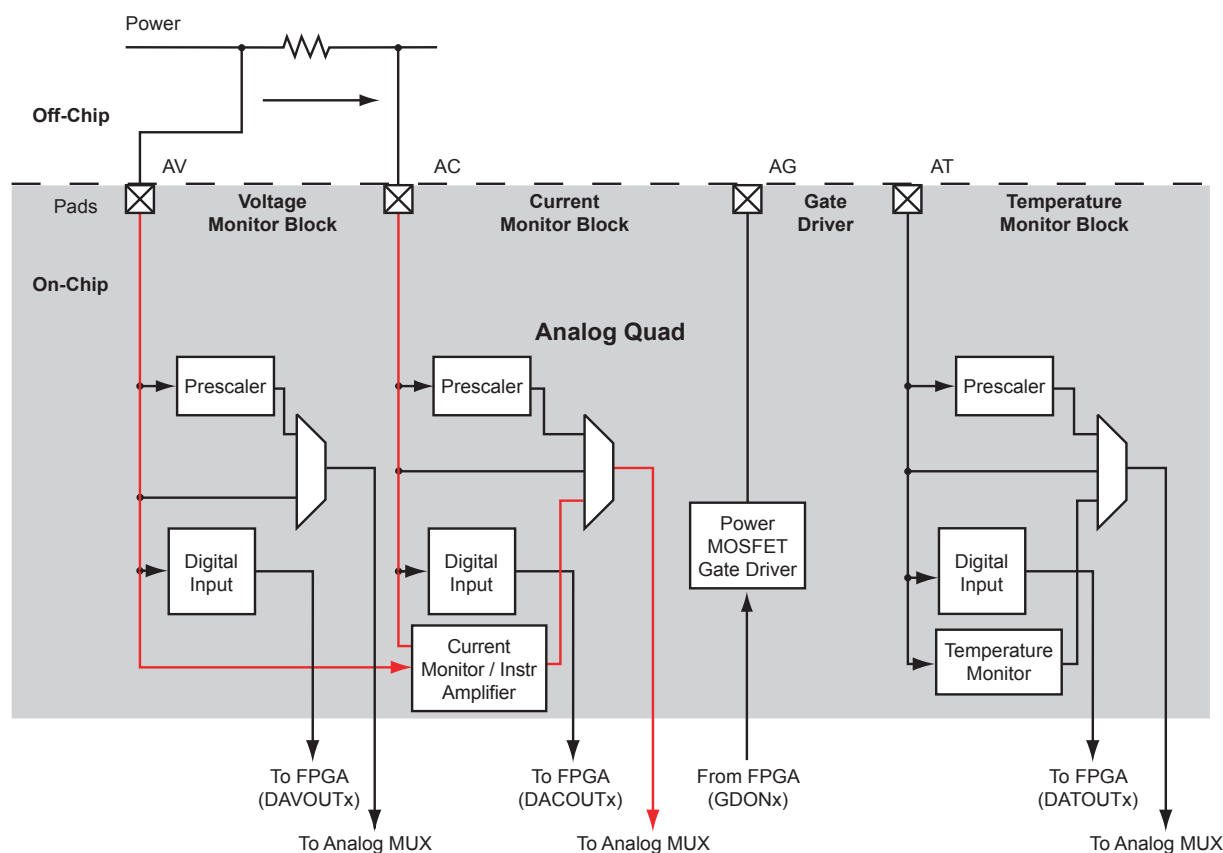 Power
Off-Chip
AV
AC
AG
AT
Pads
Voltage
Monitor Block
Current
Monitor Block
Gate
Driver
Temperature
Monitor Block
On-Chip
Analog Quad
Prescaler
Prescaler
Prescaler
Digital
Input
Digital
Input
Power
MOSFET
Gate Driver
Digital
Input
Current
Monitor / Instr
Amplifier
Temperature
Monitor
To FPGA
(DAVOUTx)
To FPGA
(DACOUTx)
From FPGA
(GDONx)
To FPGA
(DATOUTx)
To Analog MUX
To Analog MUX
To Analog MUX